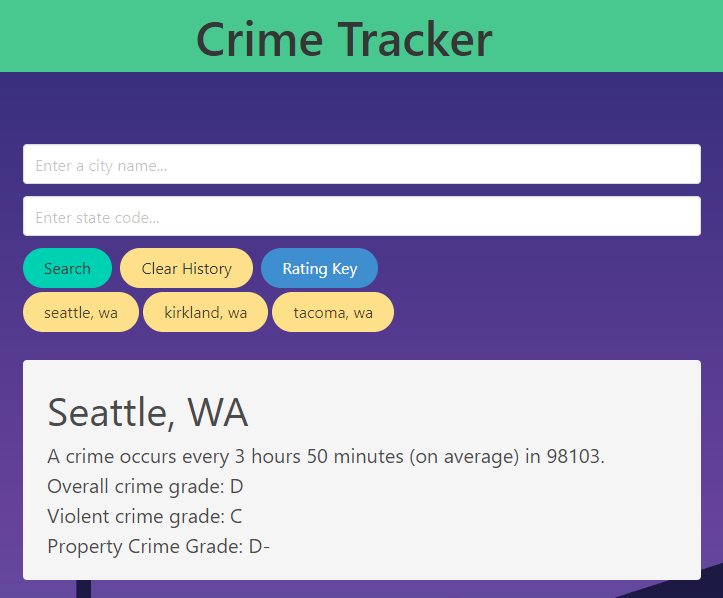 Crime Tracker
Enter a city name...
Enter state code...
Search Clear History Rating Key
seattle, wa kirkland, wa tacoma, wa
Seattle, WA
A crime occurs every 3 hours 50 minutes (on average) in 98103.
Overall crime grade: D
Violent crime grade: C
Property Crime Grade: D-